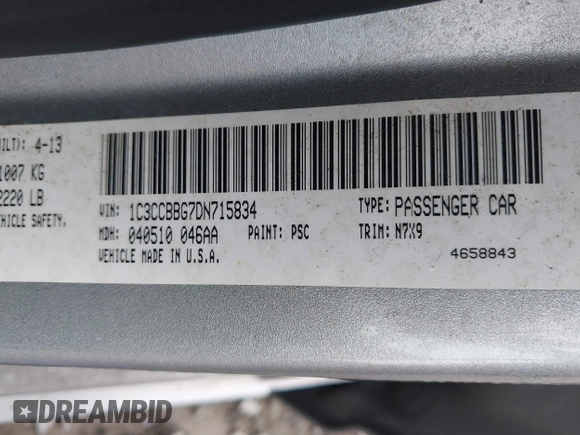 UILT): 4-13
1007 KG
2220 LB
EHICLE SAFETY.
VIN: 1C3CCBBG7DN715834
TYPE: PASSENGER CAR
MDH: 040510 046AA
PAINT: PSC
TRIM: N7X9
VEHICLE MADE IN U.S.A.
4658843
DREAMBID